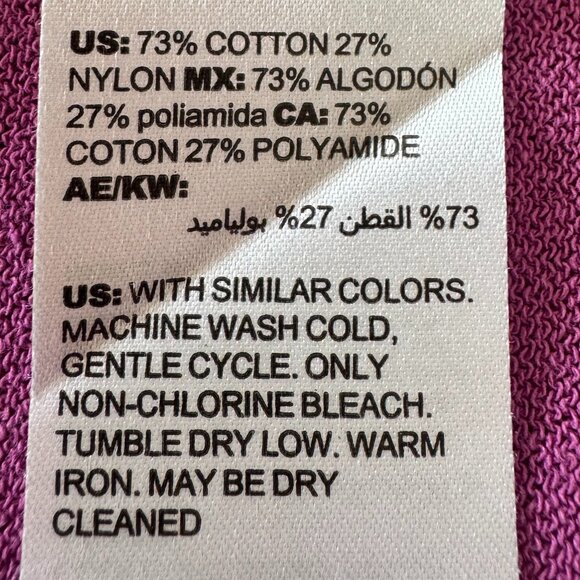 US: 73% COTTON 27%
NYLON MX: 73% ALGODÓN
27% poliamida CA: 73%
COTON 27% POLYAMIDE
AE/KW:
73% القطن 27% بولياميد
US: WITH SIMILAR COLORS.
MACHINE WASH COLD,
GENTLE CYCLE. ONLY
NON-CHLORINE BLEACH.
TUMBLE DRY LOW. WARM
IRON. MAY BE DRY
CLEANED